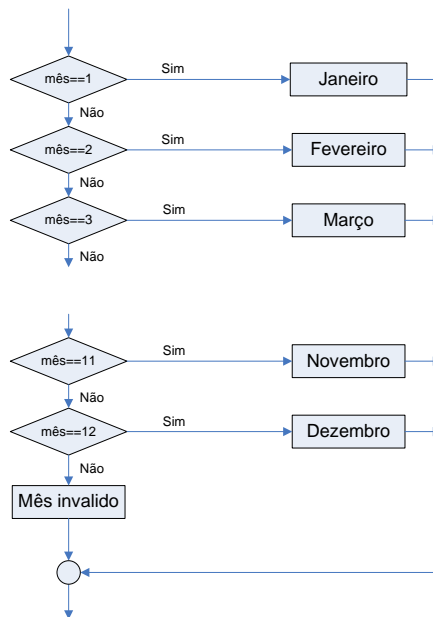 mês==1
Sim
Janeiro
Não
mês==2
Sim
Fevereiro
Não
mês==3
Sim
Março
Não
mês==11
Sim
Novembro
Não
mês==12
Sim
Dezembro
Não
Mês invalido